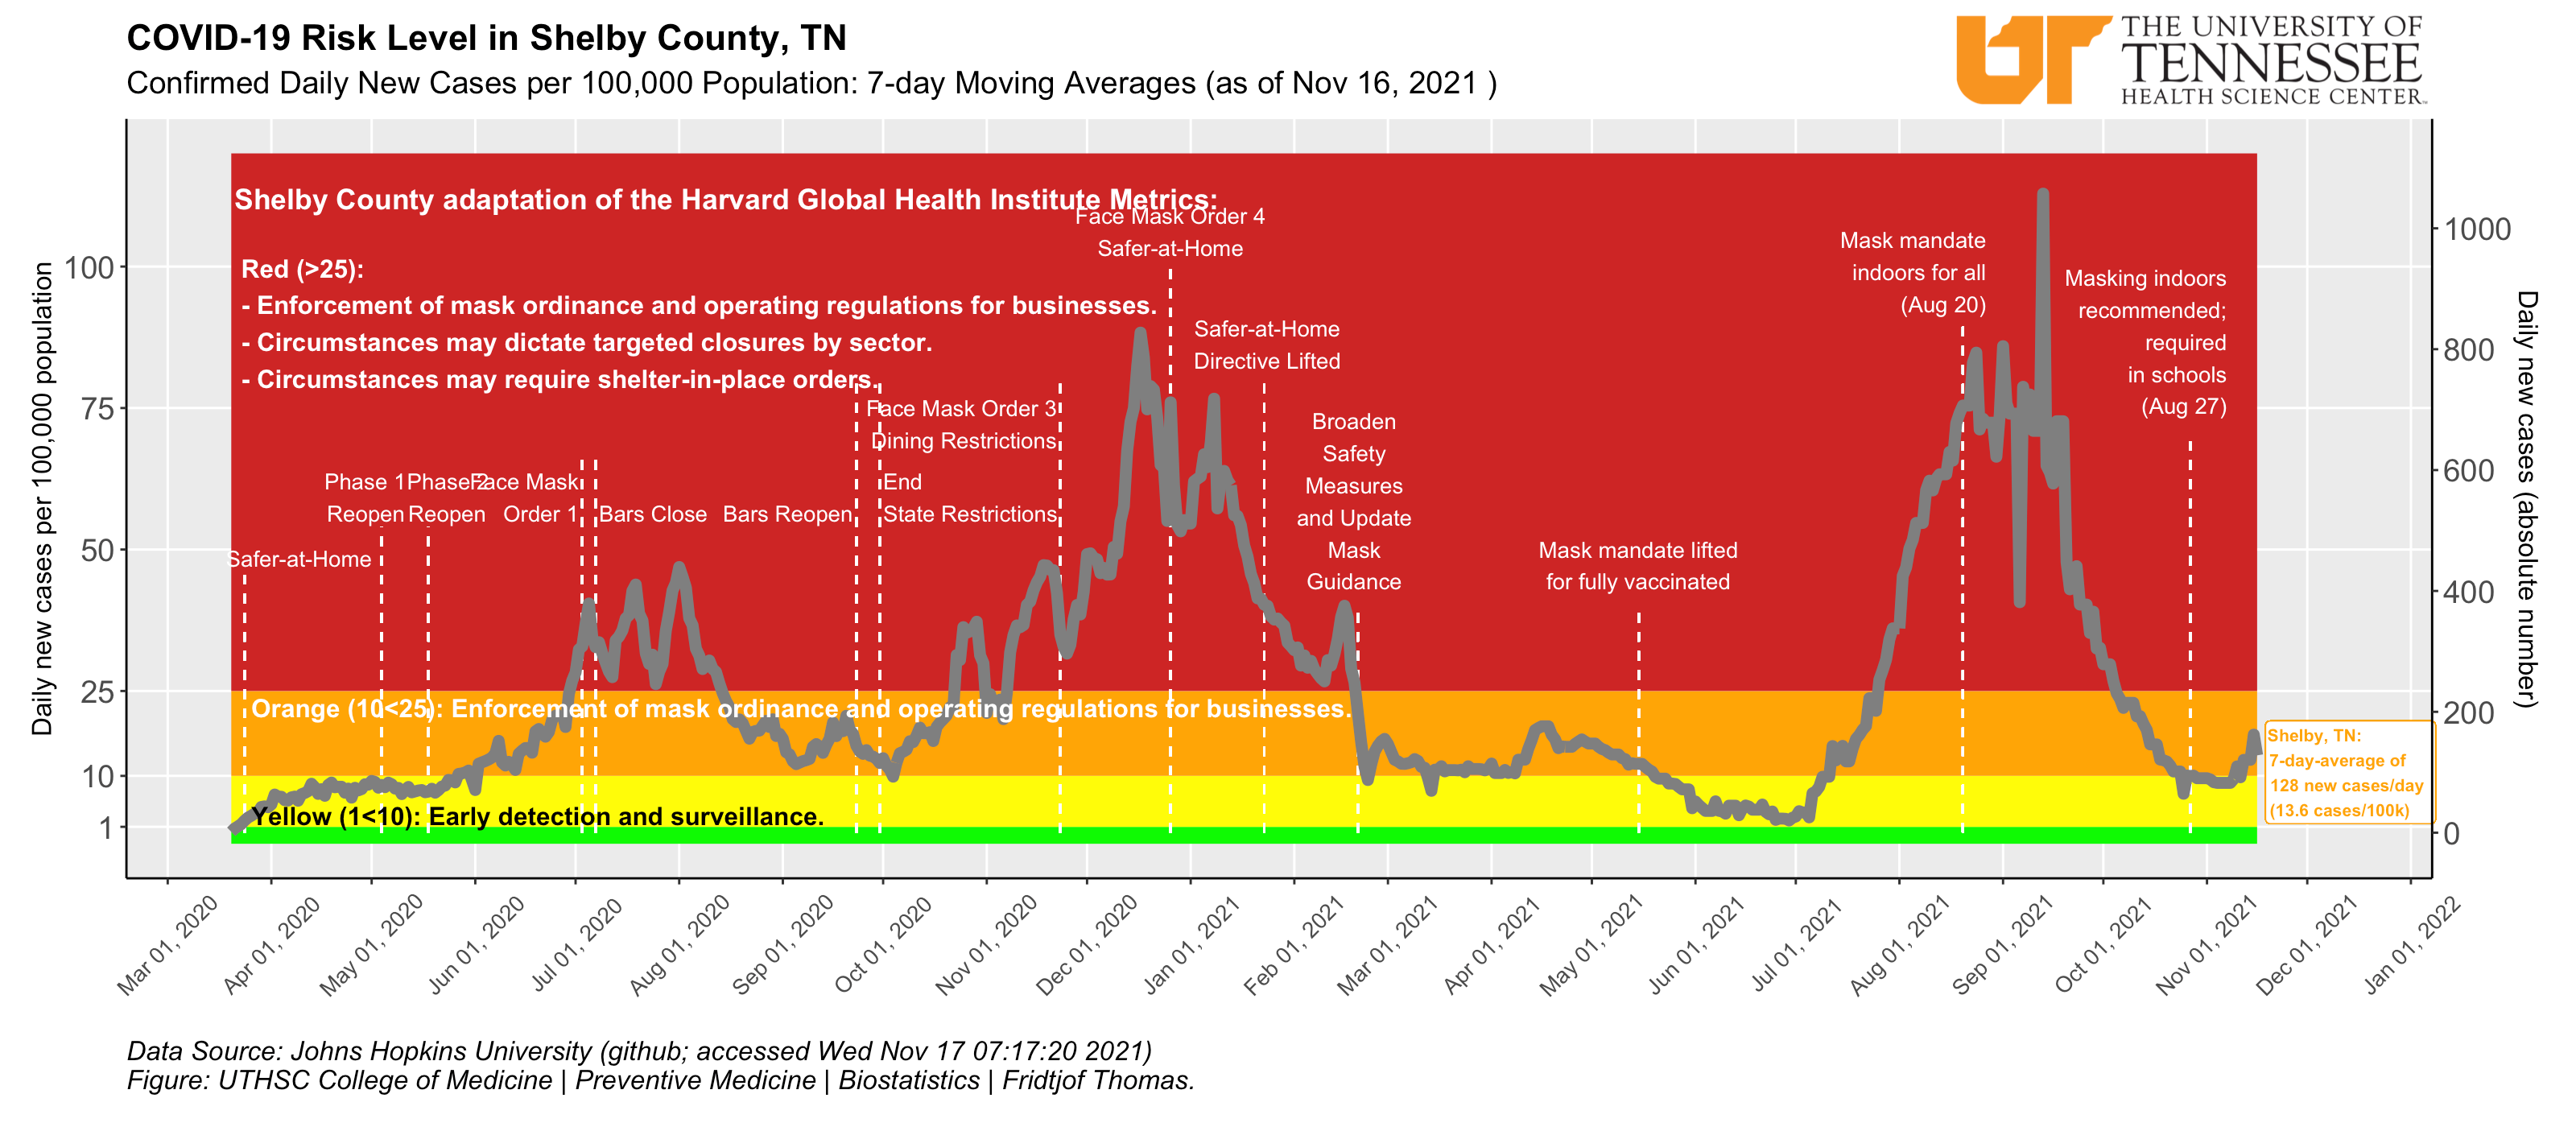 COVID-19 Risk Level in Shelby County, TN
Confirmed Daily New Cases per 100,000 Population: 7-day Moving Averages (as of Nov 16, 2021 )
UT
THE UNIVERSITY OF
TENNESSEE
HEALTH SCIENCE CENTER™
Daily new cases per 100,000 population
100
75
50
25
10
1
Shelby County adaptation of the Harvard Global Health Institute Metrics:
Red (>25):
- Enforcement of mask ordinance and operating regulations for businesses.
- Circumstances may dictate targeted closures by sector.
- Circumstances may require shelter-in-place orders.
Safer-at-Home
Phase 1
Reopen
Phase 2
Reopen
Face Mask
Order 1
Bars Close
Bars Reopen
End
State Restrictions
Face Mask Order 3
Dining Restrictions
Face Mask Order 4
Safer-at-Home
Safer-at-Home
Directive Lifted
Broaden
Safety
Measures
and Update
Mask
Guidance
Mask mandate lifted
for fully vaccinated
Mask mandate
indoors for all
(Aug 20)
Masking indoors
recommended;
required
in schools
(Aug 27)
Orange (10<25): Enforcement of mask ordinance and operating regulations for businesses.
Yellow (1<10): Early detection and surveillance.
Shelby, TN:
7-day-average of
128 new cases/day
(13.6 cases/100k)
1000
800
600
400
200
0
Daily new cases (absolute number)
Mar 01, 2020
Apr 01, 2020
May 01, 2020
Jun 01, 2020
Jul 01, 2020
Aug 01, 2020
Sep 01, 2020
Oct 01, 2020
Nov 01, 2020
Dec 01, 2020
Jan 01, 2021
Feb 01, 2021
Mar 01, 2021
Apr 01, 2021
May 01, 2021
Jun 01, 2021
Jul 01, 2021
Aug 01, 2021
Sep 01, 2021
Oct 01, 2021
Nov 01, 2021
Dec 01, 2021
Jan 01, 2022
Data Source: Johns Hopkins University (github; accessed Wed Nov 17 07:17:20 2021)
Figure: UTHSC College of Medicine | Preventive Medicine | Biostatistics | Fridtjof Thomas.